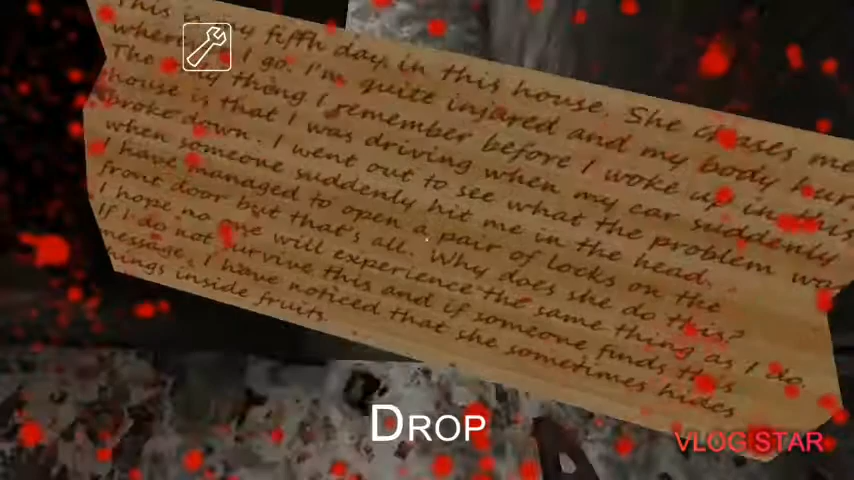 This is my fifth day in this house. She chases me
wherever I go. I'm quite injared and my body hurts
The only thing I remember before I woke up in this
house is that I was driving when my car suddenly
broke down. I went out to see what the problem was
when someone suddenly hit me in the head.
I have managed to open a pair of locks on the
front door but that's all. Why does she do this?
I hope no one will experience the same thing as I do.
If I do not survive this and if someone finds this
message, I have noticed that she sometimes hides
things inside fruits.
DROP
VLOG STAR